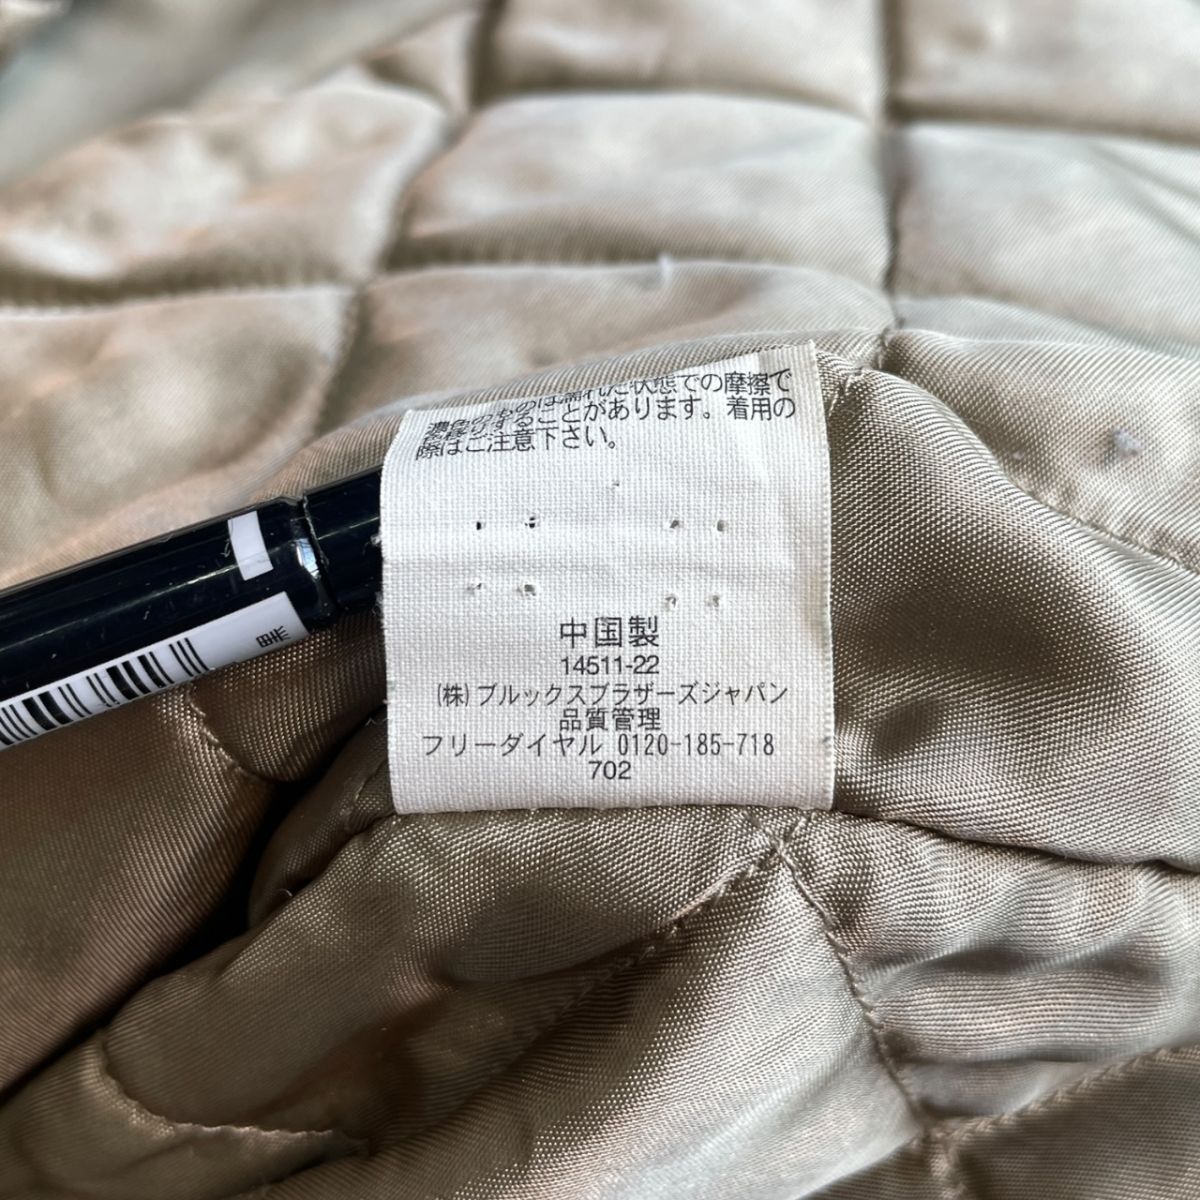 濃色のものは濡れた状態での摩擦で
することがあります。着用の
際はご注意下さい。
中国製
14511-22
(株)ブルックスブラザーズジャパン
品質管理
フリーダイヤル 0120-185-718
702
黒